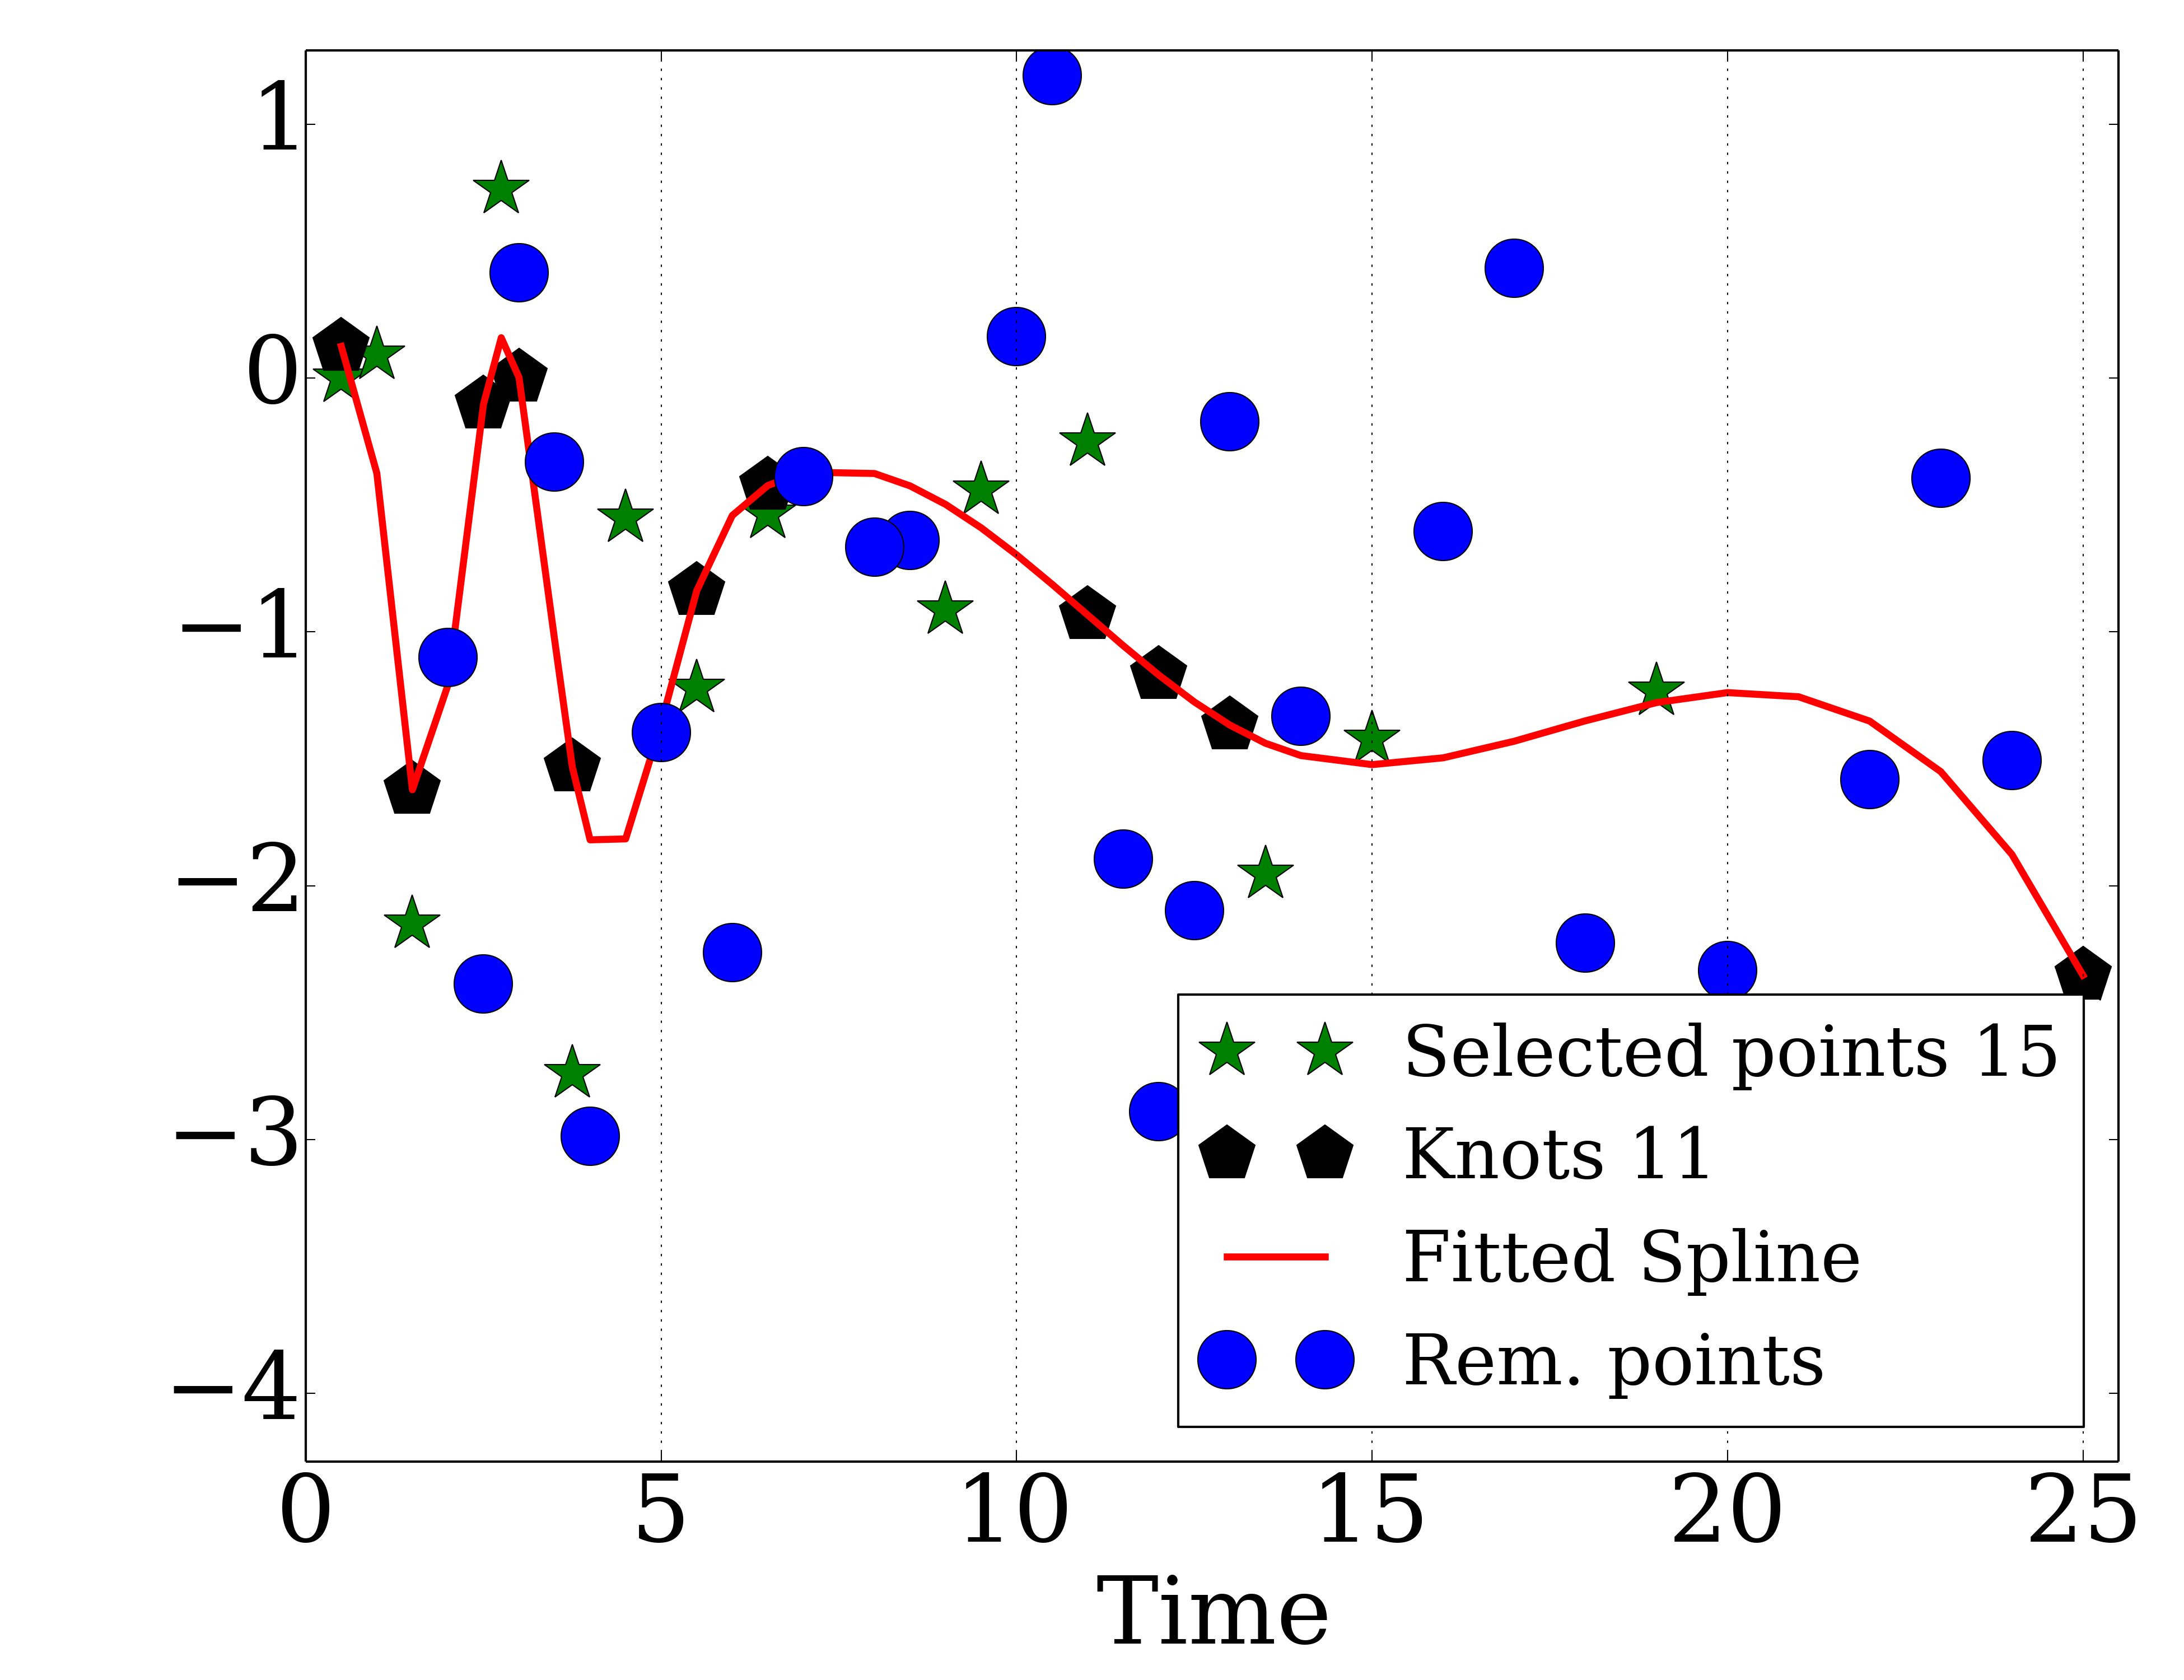 1
0
−1
−2
−3
−4
Selected points 15
Knots 11
Fitted Spline
Rem. points
0 5 10 15 20 25
Time